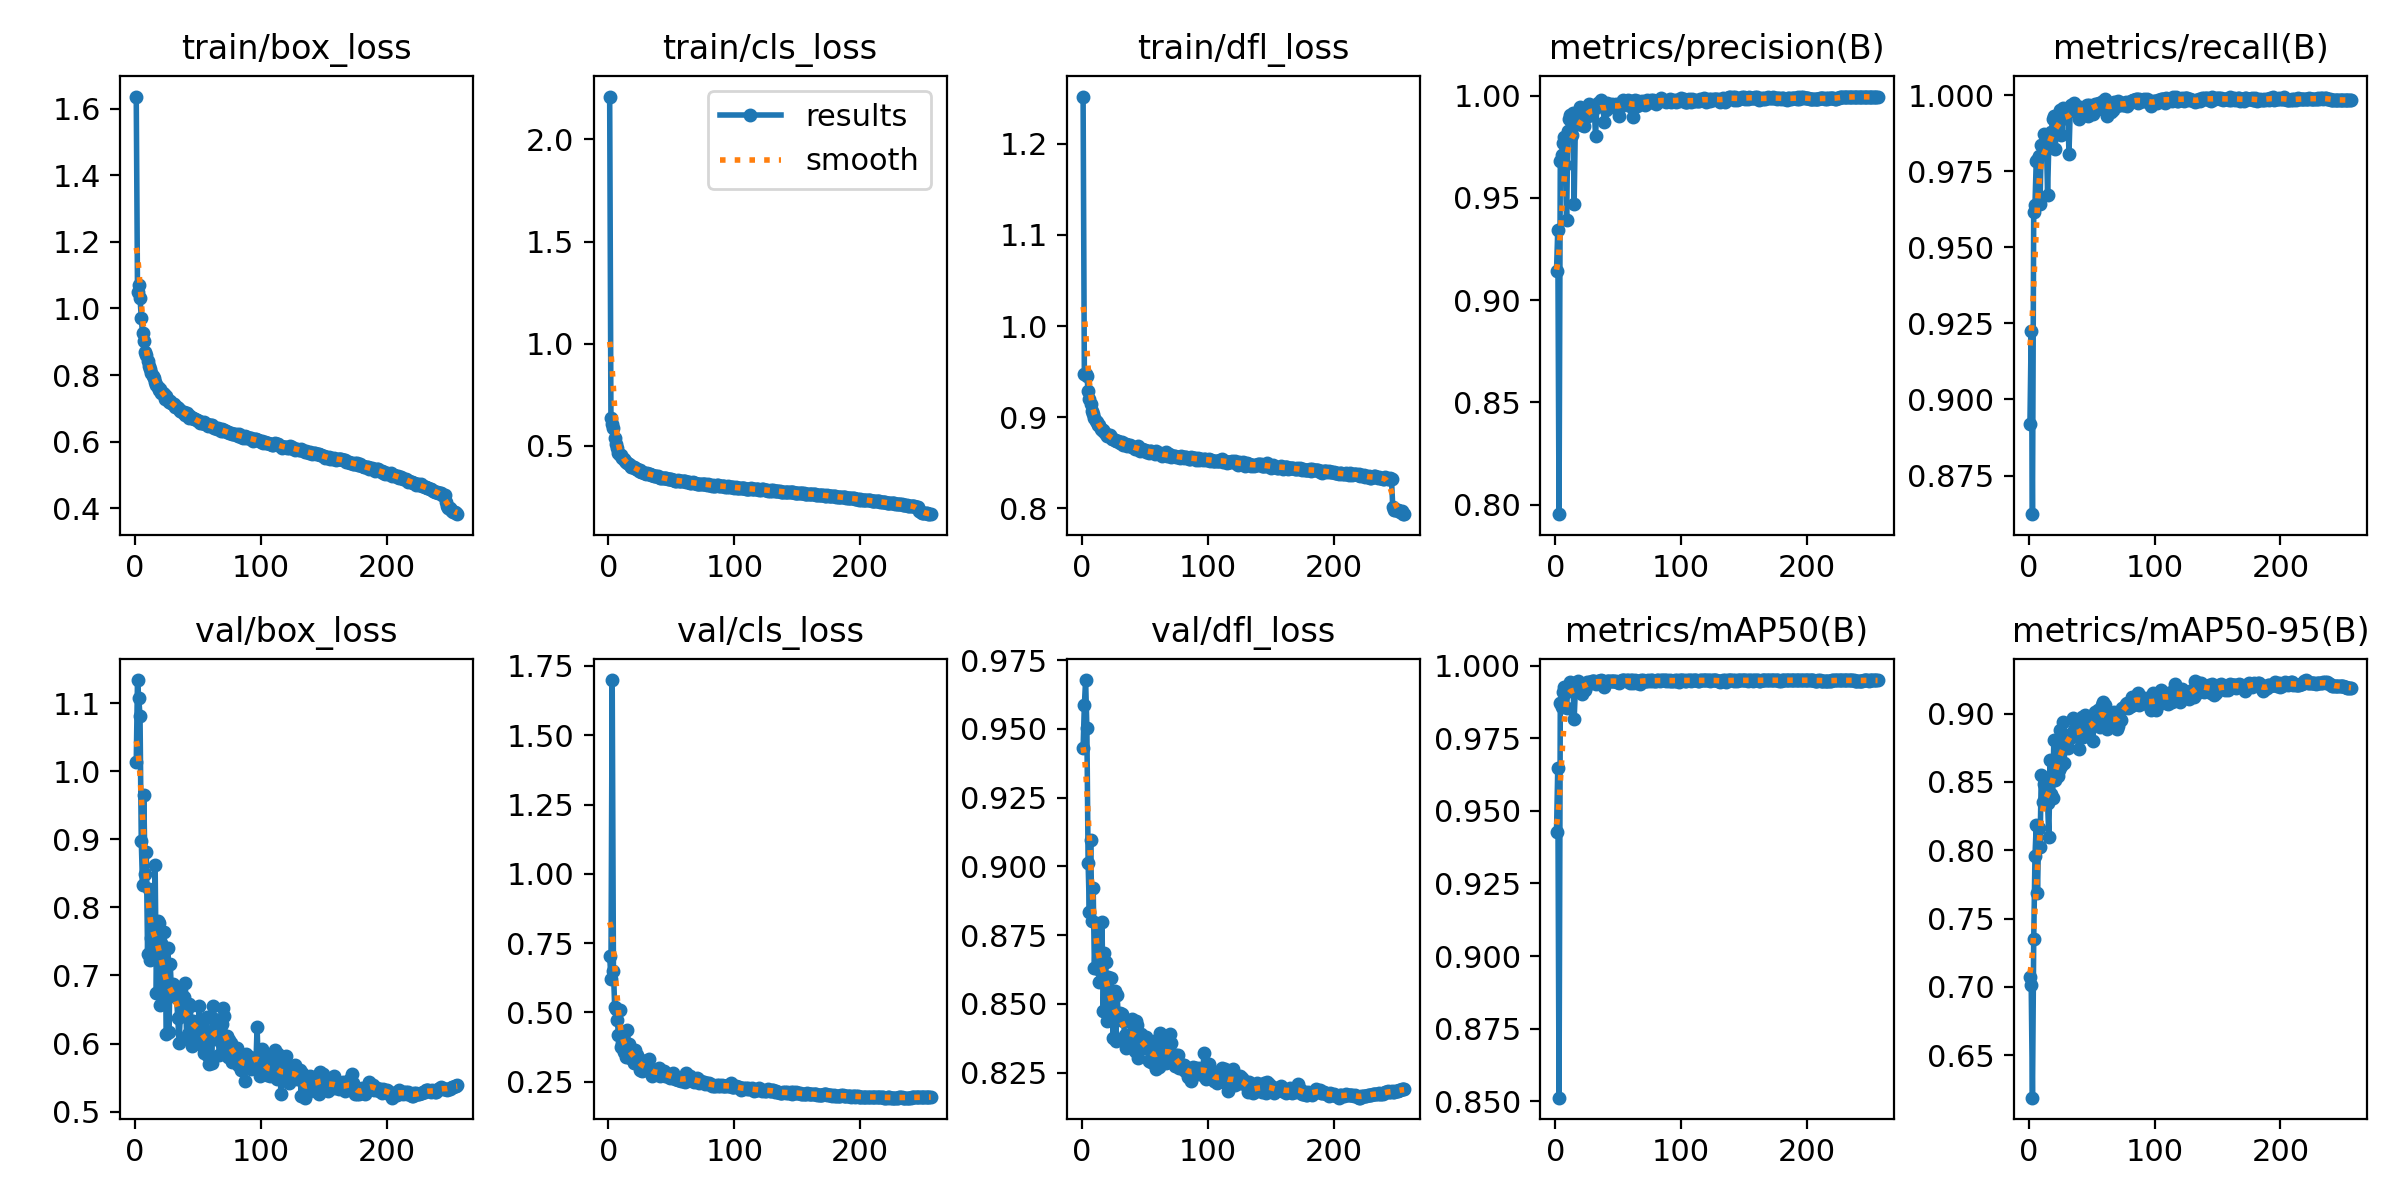 train/box_loss
1.6
1.4
1.2
1.0
0.8
0.6
0.4
0 100 200
train/cls_loss
results
smooth
2.0
1.5
1.0
0.5
0 100 200
train/dfl_loss
1.2
1.1
1.0
0.9
0.8
0 100 200
metrics/precision(B)
1.00
0.95
0.90
0.85
0.80
0 100 200
metrics/recall(B)
1.000
0.975
0.950
0.925
0.900
0.875
0 100 200
val/box_loss
1.1
1.0
0.9
0.8
0.7
0.6
0.5
0 100 200
val/cls_loss
1.75
1.50
1.25
1.00
0.75
0.50
0.25
0 100 200
val/dfl_loss
0.975
0.950
0.925
0.900
0.875
0.850
0.825
0 100 200
metrics/mAP50(B)
1.000
0.975
0.950
0.925
0.900
0.875
0.850
0 100 200
metrics/mAP50-95(B)
0.90
0.85
0.80
0.75
0.70
0.65
0 100 200